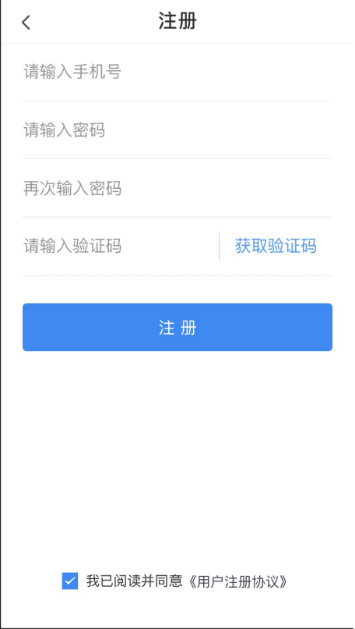 注册
请输入手机号
请输入密码
再次输入密码
请输入验证码 获取验证码
注 册
我已阅读并同意《用户注册协议》